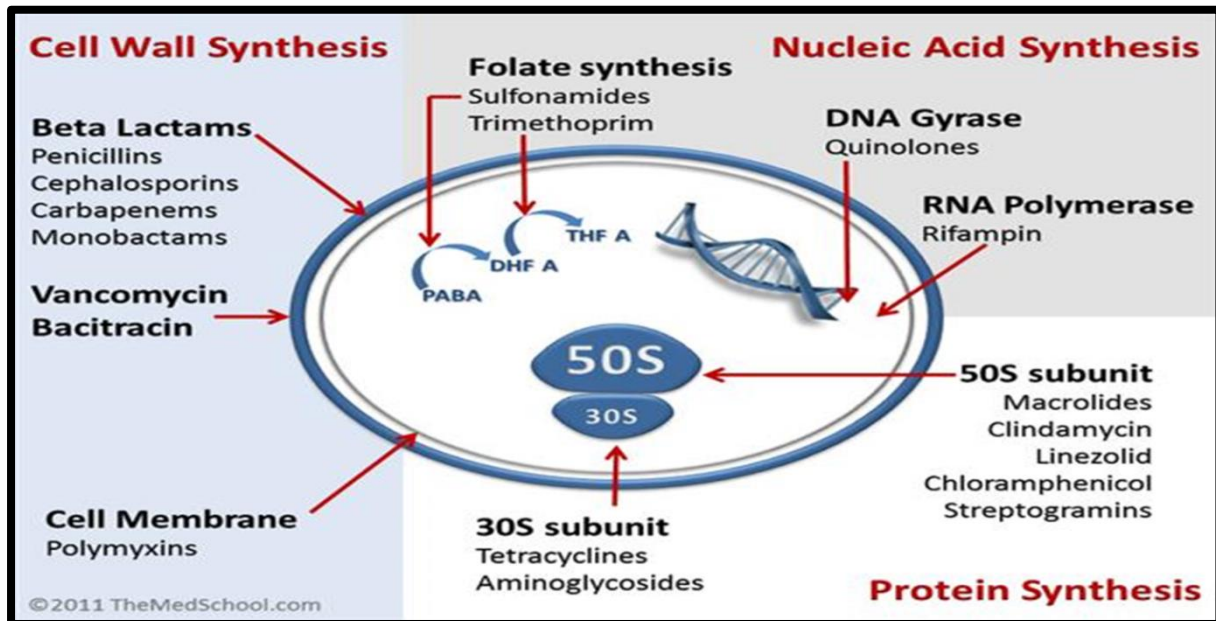 Cell Wall Synthesis
Beta Lactams
Penicillins
Cephalosporins
Carbapenems
Monobactams
Vancomycin
Bacitracin
Cell Membrane
Polymyxins
©2011 TheMedSchool.com
Folate synthesis
Sulfonamides
Trimethoprim
PABA
DHF A
THF A
50S
30S
30S subunit
Tetracyclines
Aminoglycosides
Nucleic Acid Synthesis
DNA Gyrase
Quinolones
RNA Polymerase
Rifampin
50S subunit
Macrolides
Clindamycin
Linezolid
Chloramphenicol
Streptogramins
Protein Synthesis